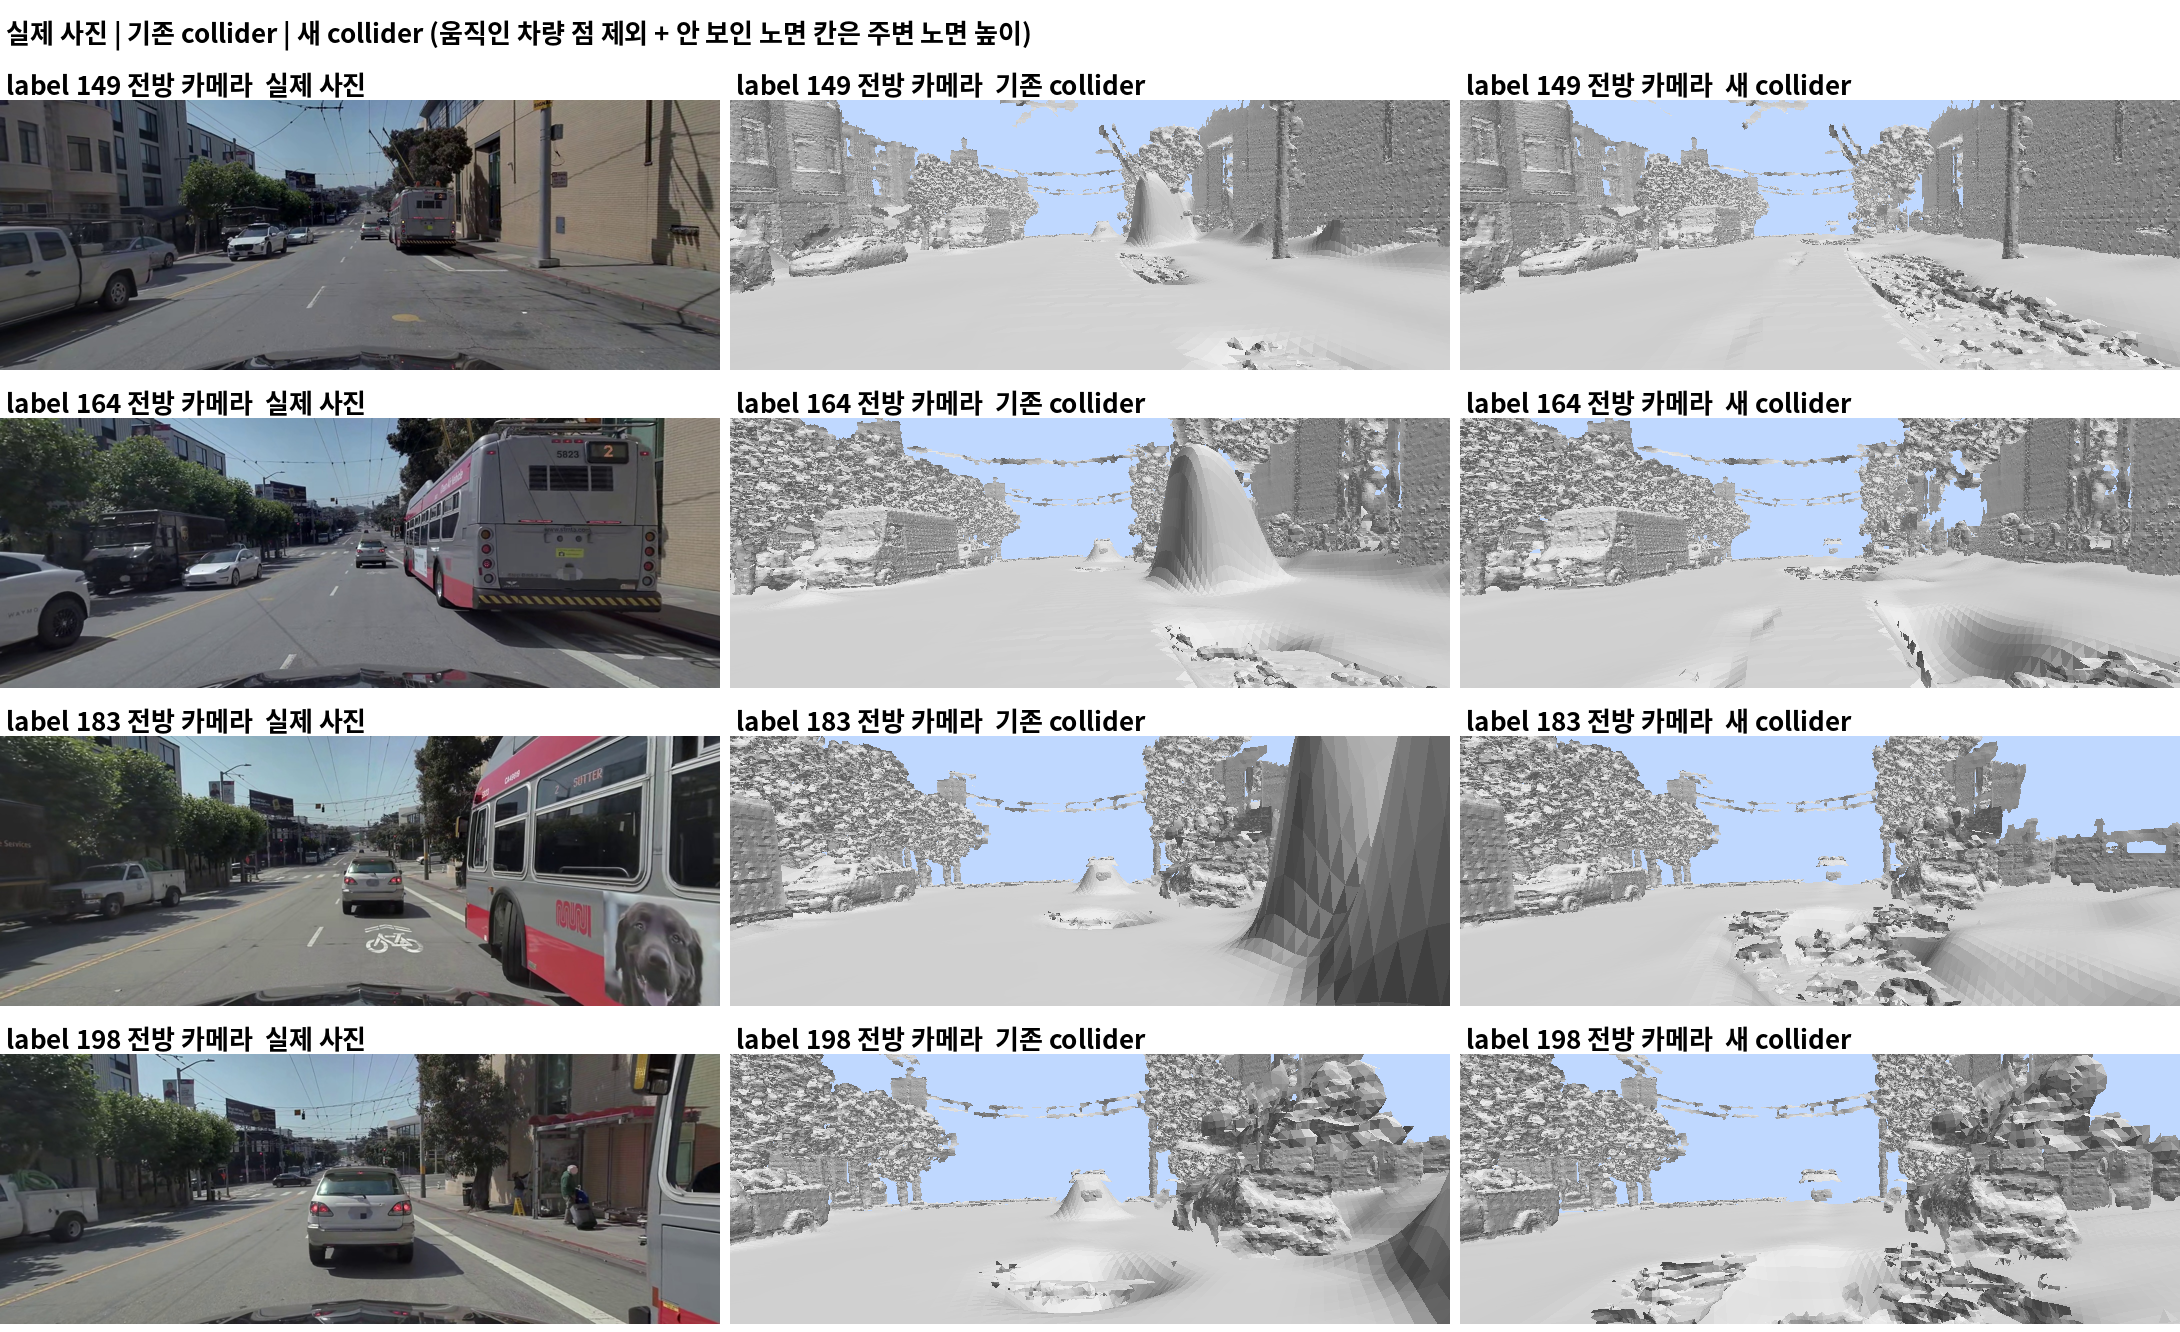 실제 사진 | 기존 collider | 새 collider (움직인 차량 점 제외 + 안 보인 노면 칸은 주변 노면 높이)
label 149 전방 카메라 실제 사진
label 149 전방 카메라 기존 collider
label 149 전방 카메라 새 collider
label 164 전방 카메라 실제 사진
label 164 전방 카메라 기존 collider
label 164 전방 카메라 새 collider
5823
2
WAYMO
label 183 전방 카메라 실제 사진
label 183 전방 카메라 기존 collider
label 183 전방 카메라 새 collider
2 SUTTER
Services
MUNI
label 198 전방 카메라 실제 사진
label 198 전방 카메라 기존 collider
label 198 전방 카메라 새 collider